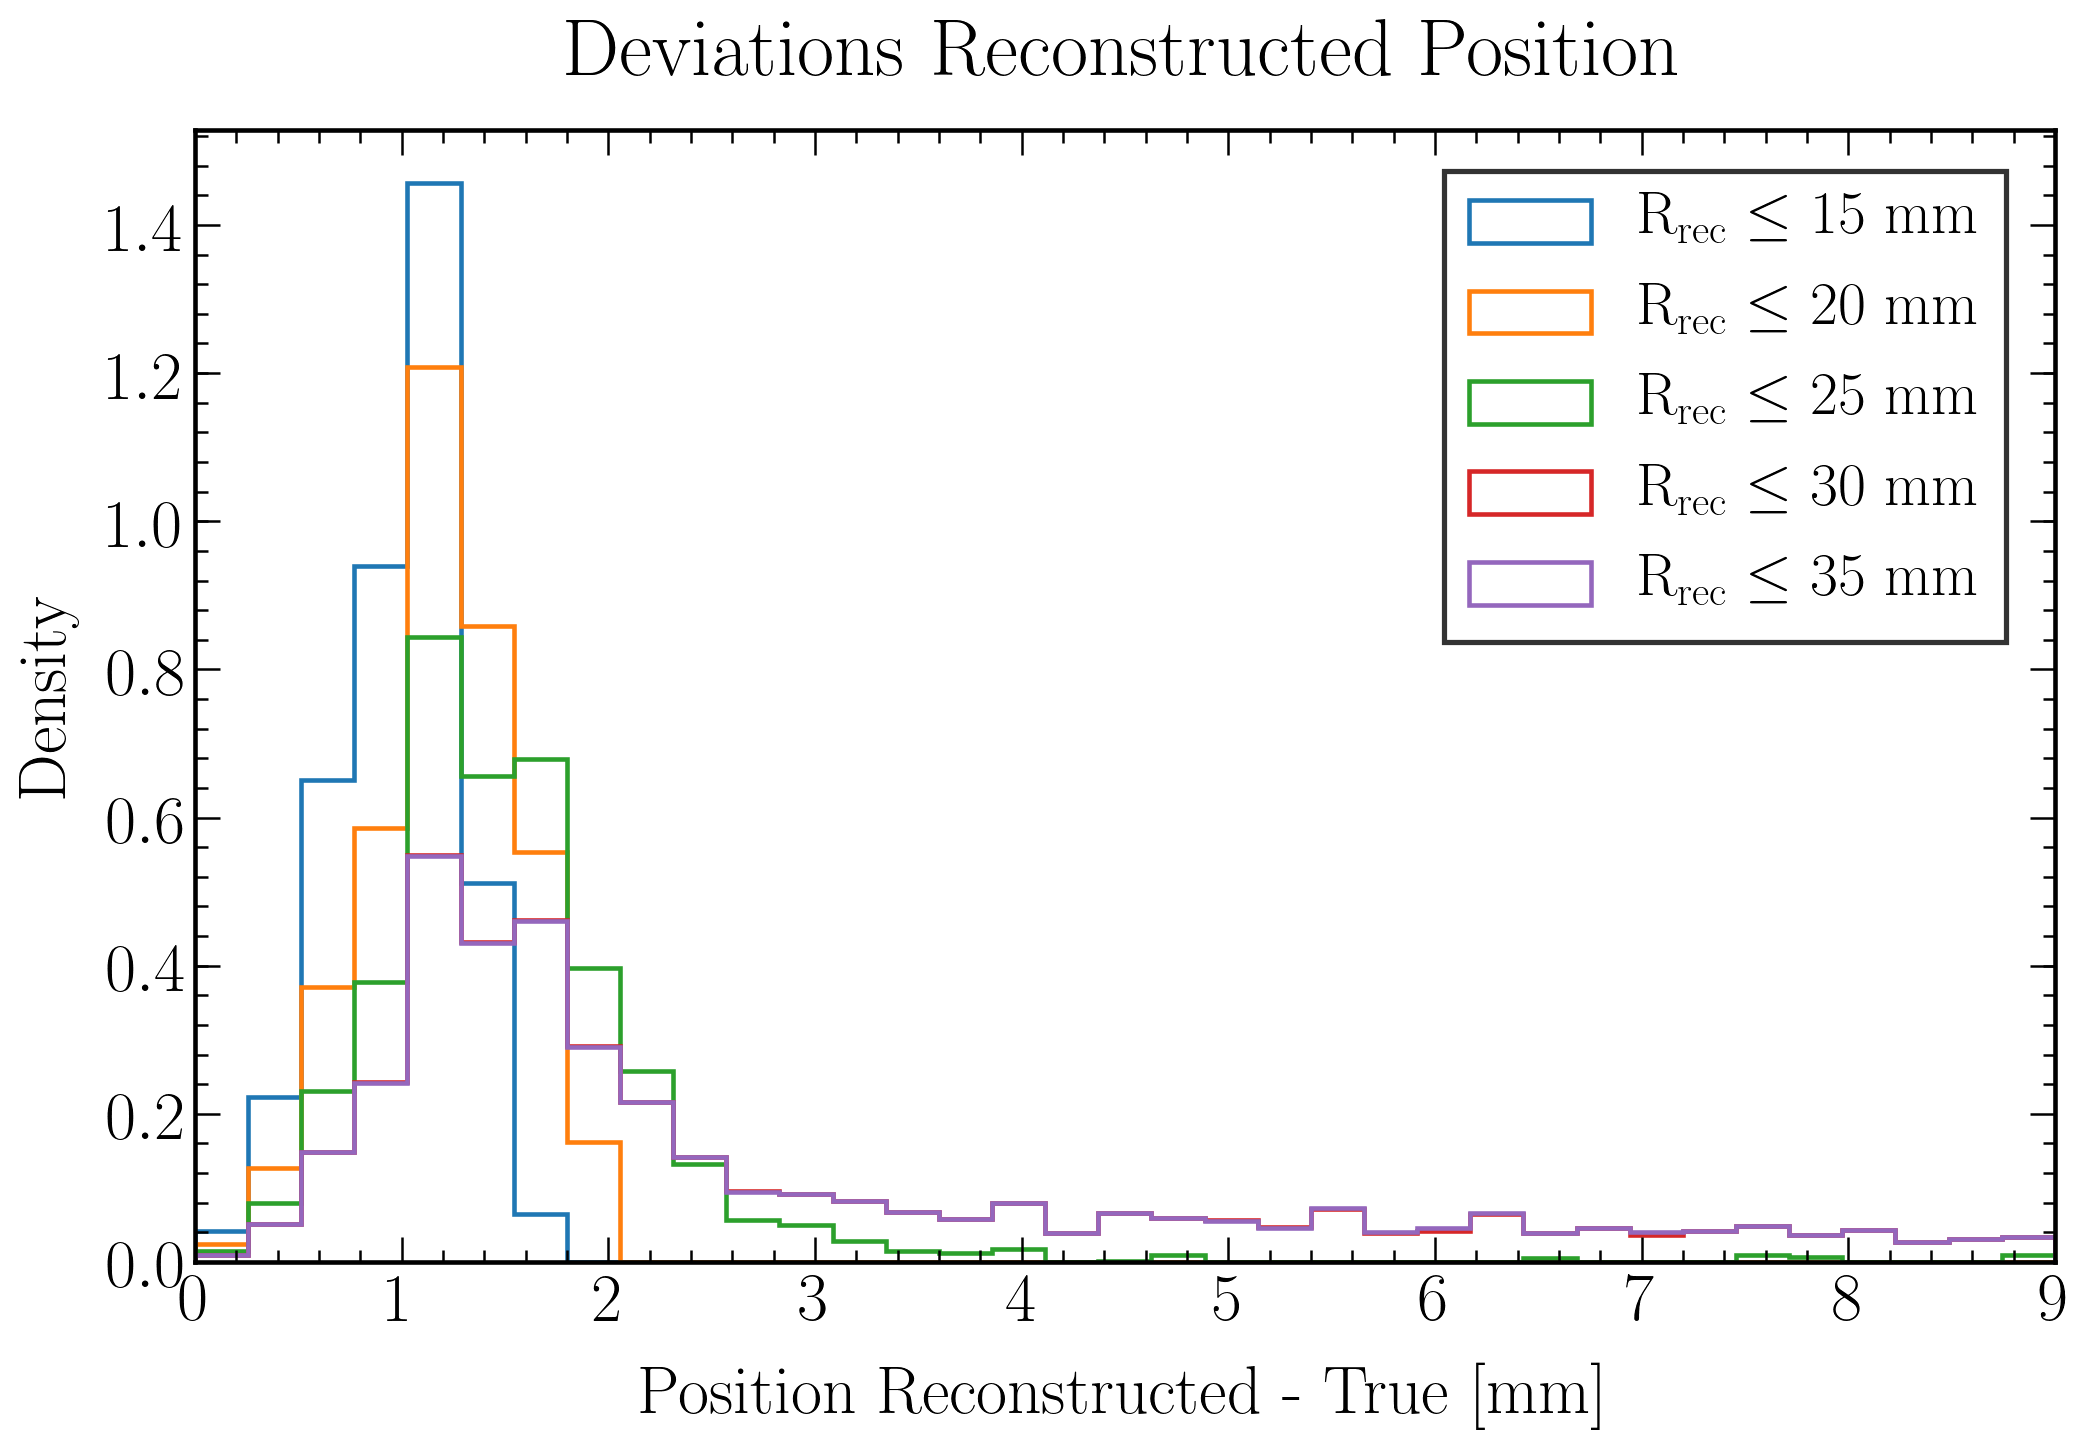 Deviations Reconstructed Position
R_rec ≤ 15 mm
R_rec ≤ 20 mm
R_rec ≤ 25 mm
R_rec ≤ 30 mm
R_rec ≤ 35 mm
Density
1.4
1.2
1.0
0.8
0.6
0.4
0.2
0.0
0 1 2 3 4 5 6 7 8 9
Position Reconstructed - True [mm]